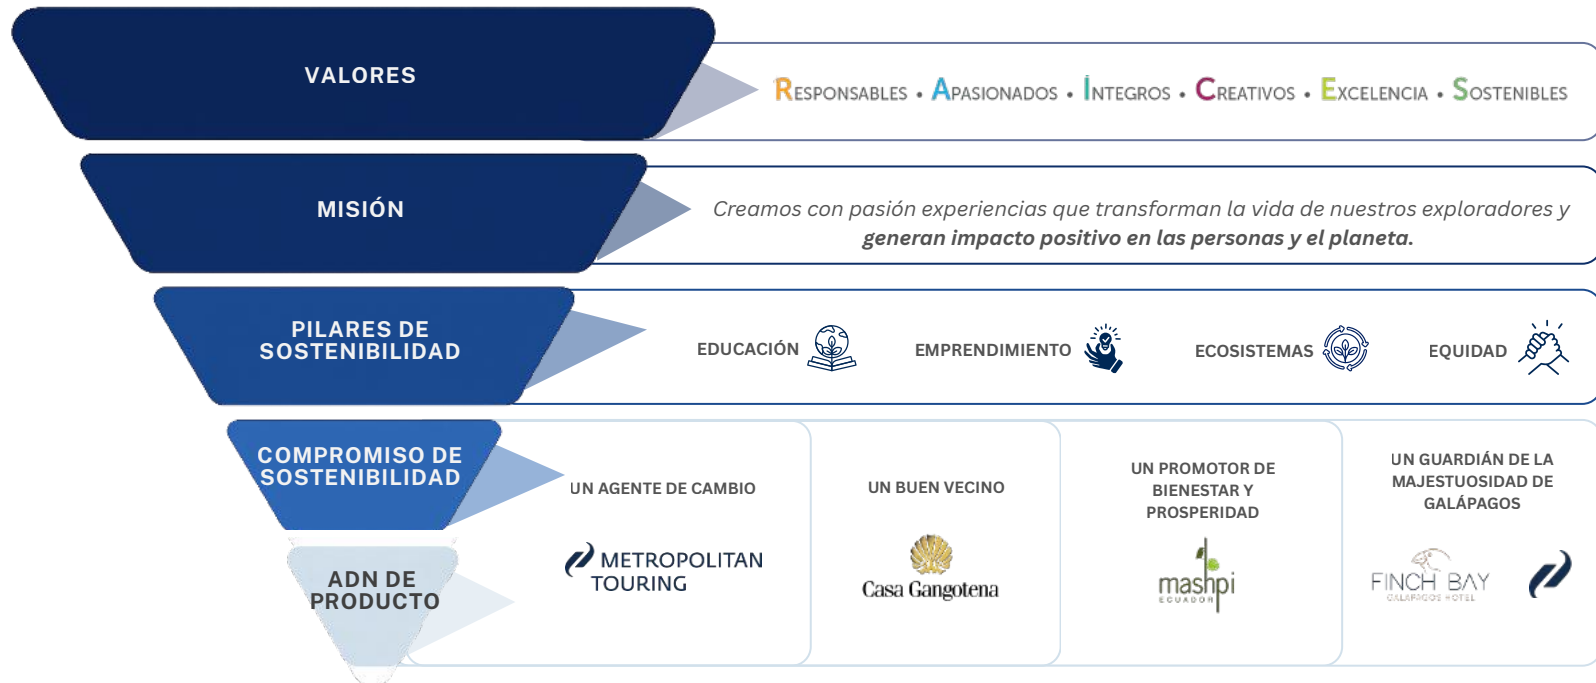 VALORES
RESPONSABLES • APASIONADOS • ÍNTEGROS • CREATIVOS • EXCELENCIA • SOSTENIBLES
MISIÓN
Creamos con pasión experiencias que transforman la vida de nuestros exploradores y
generan impacto positivo en las personas y el planeta.
PILARES DE
SOSTENIBILIDAD
EDUCACIÓN
EMPRENDIMIENTO
ECOSISTEMAS
EQUIDAD
COMPROMISO DE
SOSTENIBILIDAD
UN AGENTE DE CAMBIO
UN BUEN VECINO
UN PROMOTOR DE
BIENESTAR Y
PROSPERIDAD
UN GUARDIÁN DE LA
MAJESTUOSIDAD DE
GALÁPAGOS
ADN DE
PRODUCTO
METROPOLITAN
TOURING
Casa Gangotena
mashpi
ECUADOR
FINCH BAY
GALAPAGOS HOTEL